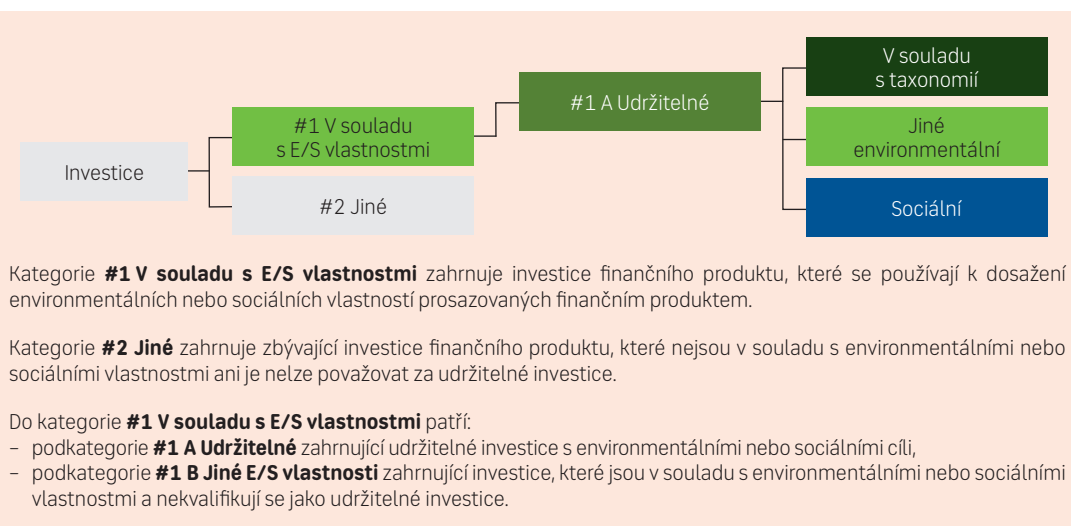 Investice
#1 V souladu
s E/S vlastnostmi
#2 Jiné
#1 A Udržitelné
V souladu
s taxonomií
Jiné
environmentální
Sociální
Kategorie #1 V souladu s E/S vlastnostmi zahrnuje investice finančního produktu, které se používají k dosažení
environmentálních nebo sociálních vlastností prosazovaných finančním produktem.
Kategorie #2 Jiné zahrnuje zbývající investice finančního produktu, které nejsou v souladu s environmentálními nebo
sociálními vlastnostmi ani je nelze považovat za udržitelné investice.
Do kategorie #1 V souladu s E/S vlastnostmi patří:
– podkategorie #1 A Udržitelné zahrnující udržitelné investice s environmentálními nebo sociálními cíli,
– podkategorie #1 B Jiné E/S vlastnosti zahrnující investice, které jsou v souladu s environmentálními nebo sociálními
vlastnostmi a nekvalifikují se jako udržitelné investice.